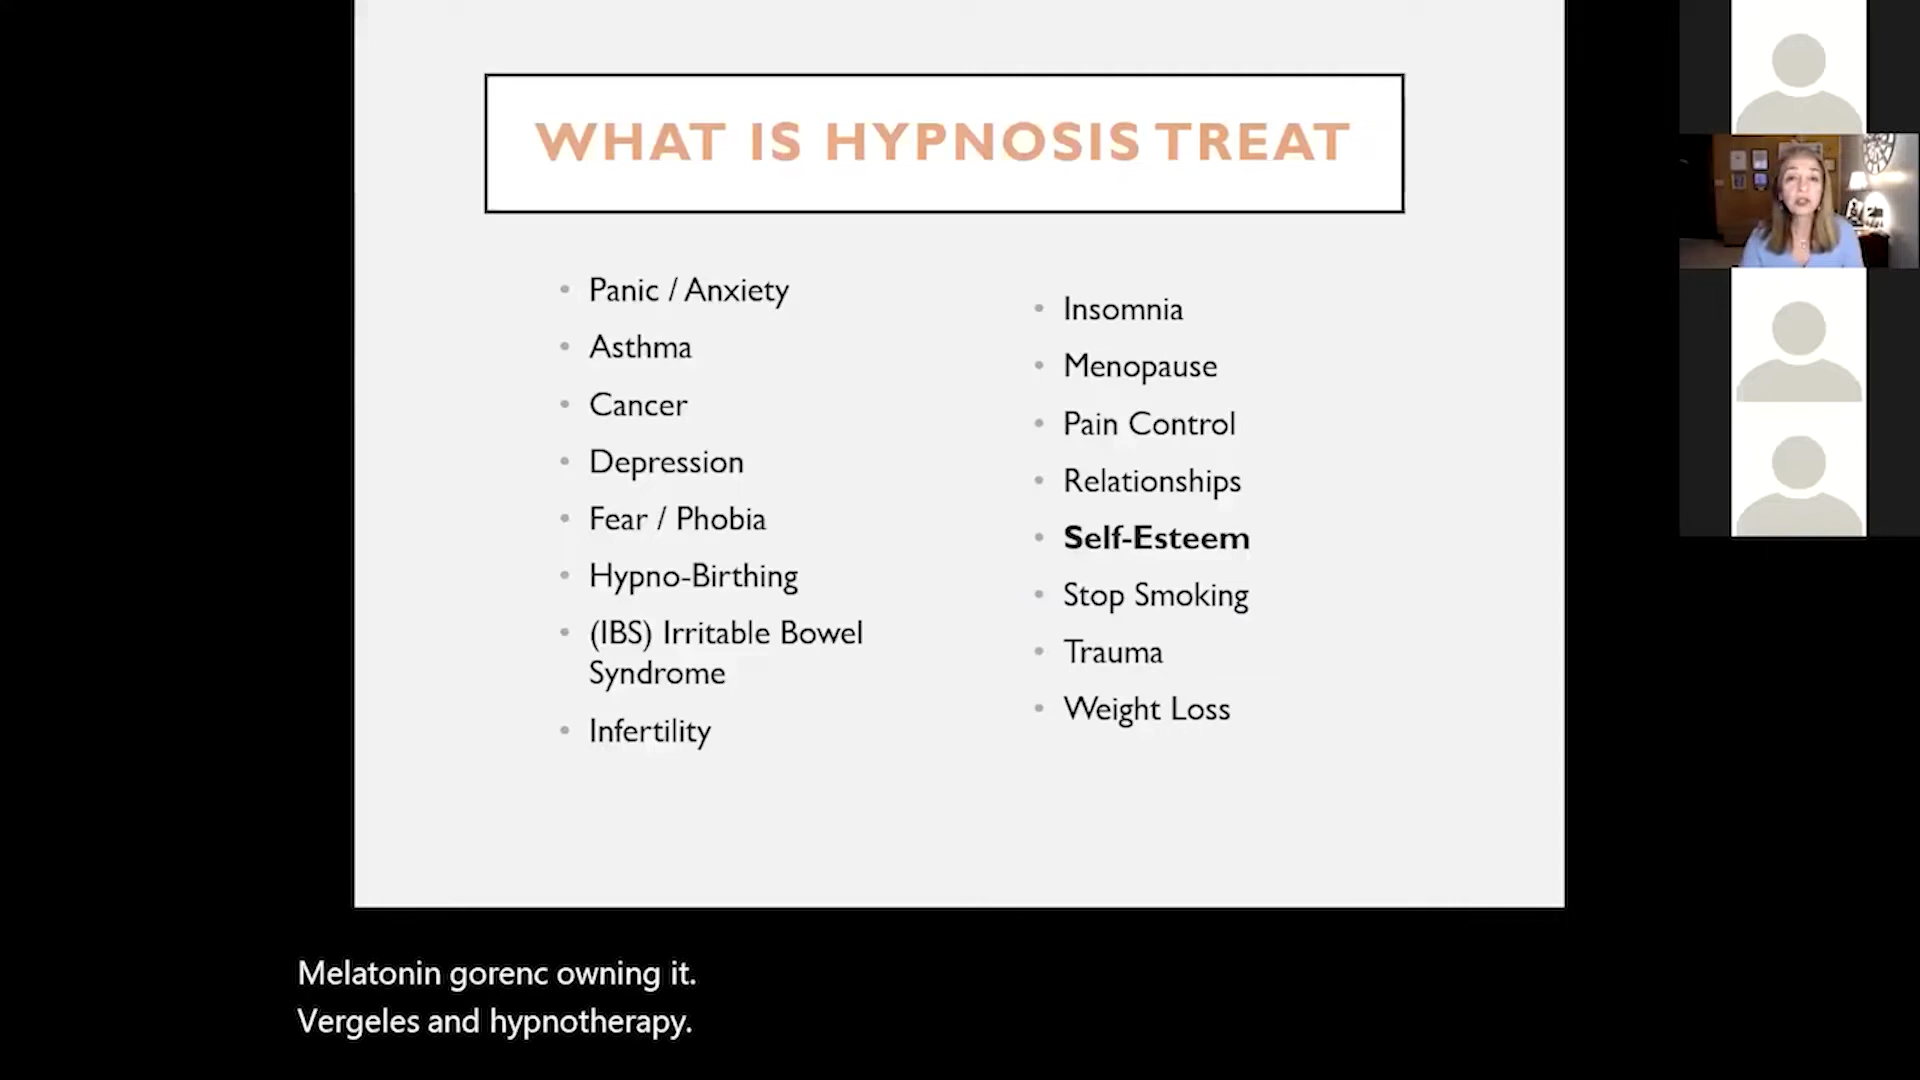 WHAT IS HYPNOSIS TREAT
• Panic / Anxiety
• Asthma
• Cancer
• Depression
• Fear / Phobia
• Hypno-Birthing
• (IBS) Irritable Bowel
Syndrome
• Infertility
• Insomnia
• Menopause
• Pain Control
• Relationships
• Self-Esteem
• Stop Smoking
• Trauma
• Weight Loss
Melatonin gorenc owning it.
Vergeles and hypnotherapy.